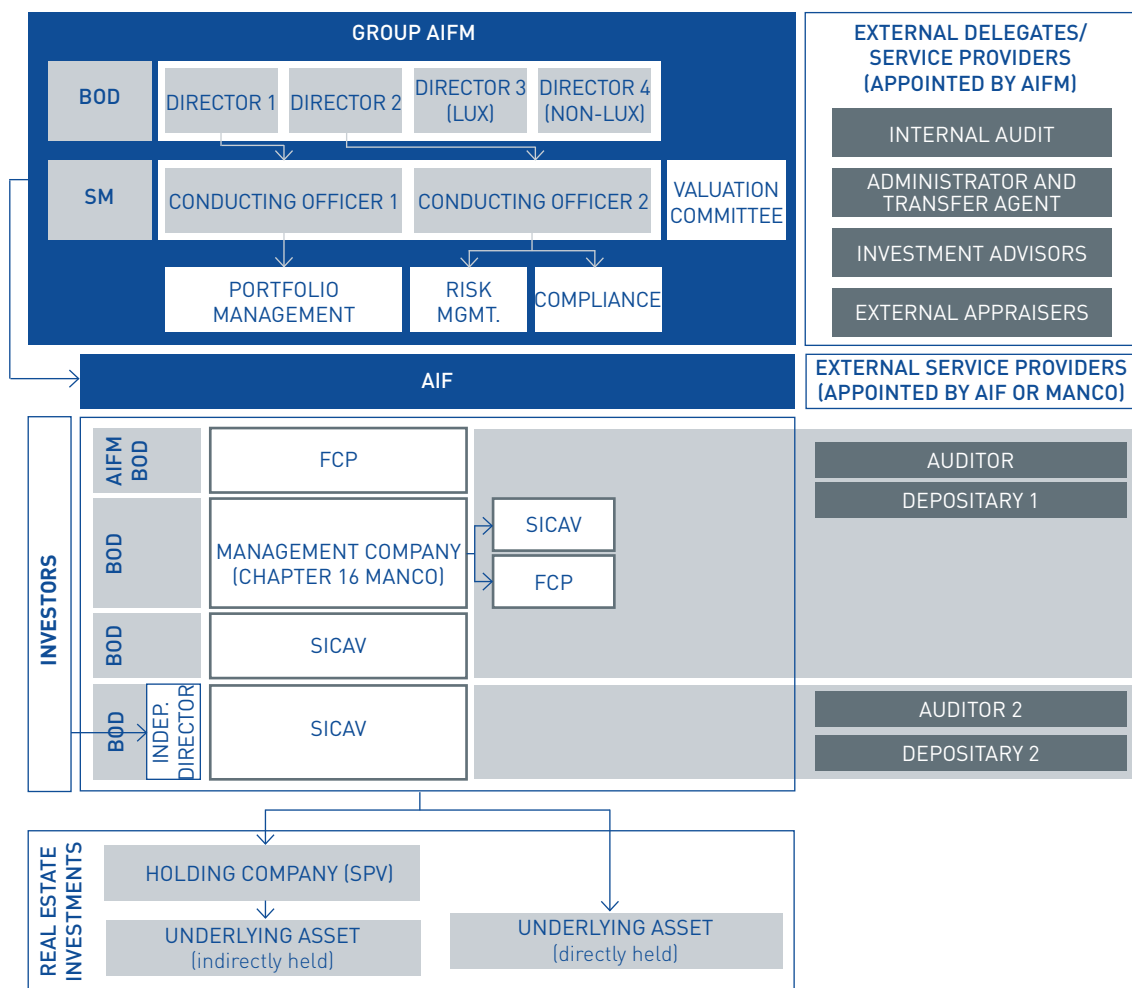 GROUP AIFM
BOD
DIRECTOR 1
DIRECTOR 2
DIRECTOR 3
(LUX)
DIRECTOR 4
(NON-LUX)
SM
CONDUCTING OFFICER 1
CONDUCTING OFFICER 2
VALUATION
COMMITTEE
PORTFOLIO
MANAGEMENT
RISK
MGMT.
COMPLIANCE
EXTERNAL DELEGATES/
SERVICE PROVIDERS
(APPOINTED BY AIFM)
INTERNAL AUDIT
ADMINISTRATOR AND
TRANSFER AGENT
INVESTMENT ADVISORS
EXTERNAL APPRAISERS
AIF
EXTERNAL SERVICE PROVIDERS
(APPOINTED BY AIF OR MANCO)
INVESTORS
AIFM
BOD
FCP
AUDITOR
DEPOSITARY 1
BOD
MANAGEMENT COMPANY
(CHAPTER 16 MANCO)
SICAV
FCP
BOD
SICAV
BOD
INDEP.
DIRECTOR
SICAV
AUDITOR 2
DEPOSITARY 2
REAL ESTATE
INVESTMENTS
HOLDING COMPANY (SPV)
UNDERLYING ASSET
(indirectly held)
UNDERLYING ASSET
(directly held)